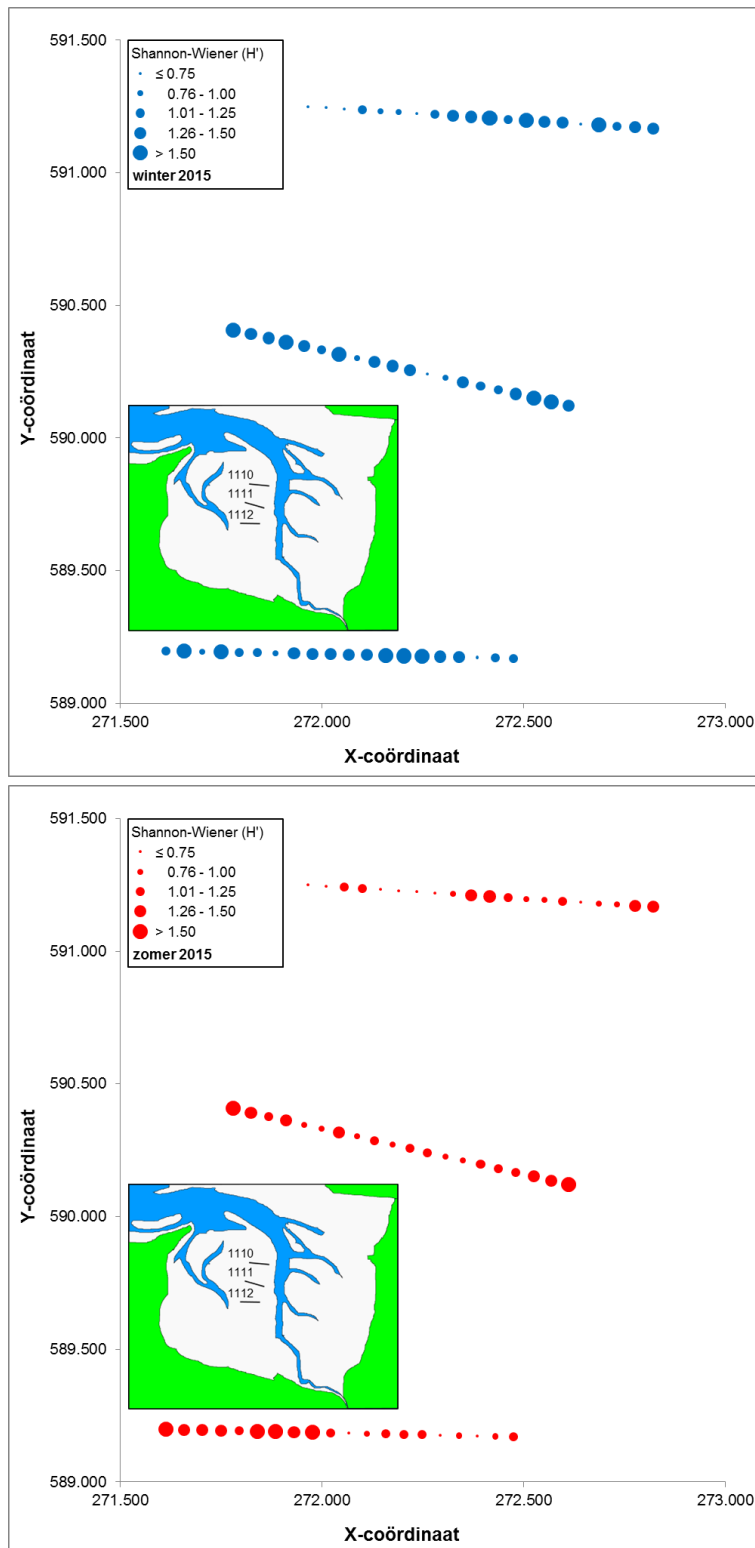 591.500
Shannon-Wiener (H')
≤ 0.75
0.76 - 1.00
1.01 - 1.25
1.26 - 1.50
> 1.50
winter 2015
591.000
590.500
Y-coördinaat
590.000
1110
1111
1112
589.500
589.000
271.500 272.000 272.500 273.000
X-coördinaat
591.500
Shannon-Wiener (H')
≤ 0.75
0.76 - 1.00
1.01 - 1.25
1.26 - 1.50
> 1.50
zomer 2015
591.000
590.500
Y-coördinaat
590.000
1110
1111
1112
589.500
589.000
271.500 272.000 272.500 273.000
X-coördinaat